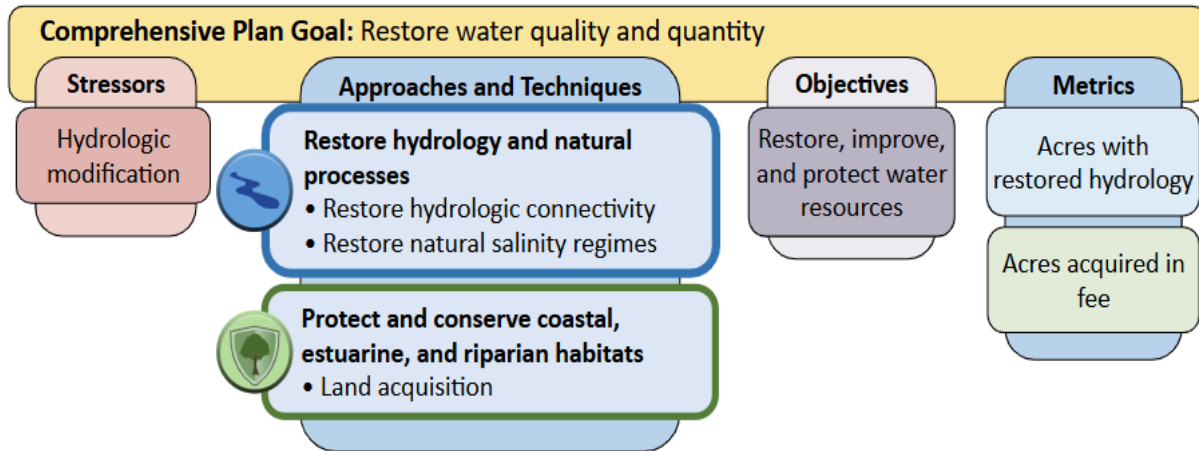 Comprehensive Plan Goal: Restore water quality and quantity
Stressors
Hydrologic
modification
Approaches and Techniques
Restore hydrology and natural
processes
• Restore hydrologic connectivity
• Restore natural salinity regimes
Protect and conserve coastal,
estuarine, and riparian habitats
• Land acquisition
Objectives
Restore, improve,
and protect water
resources
Metrics
Acres with
restored hydrology
Acres acquired in
fee